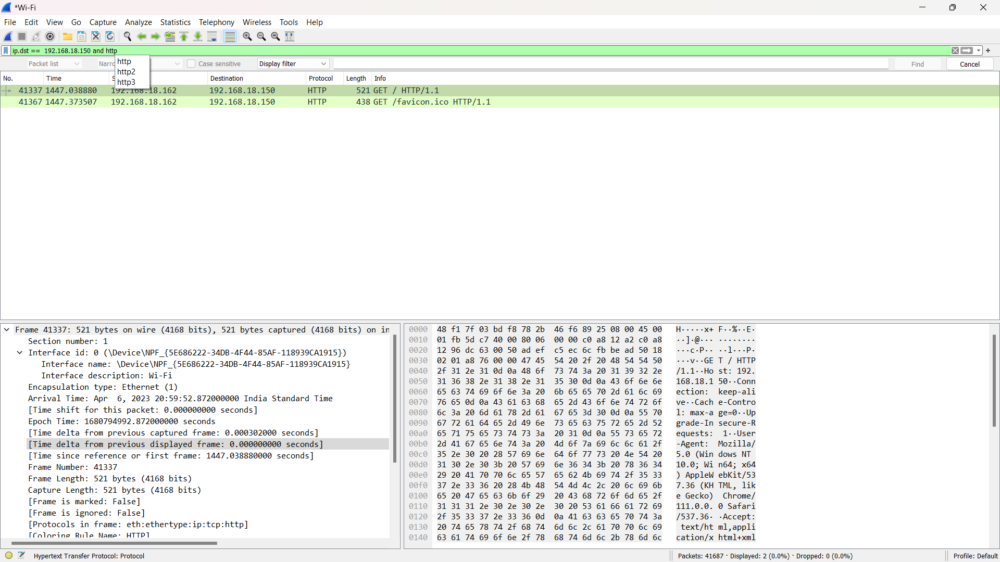 *Wi-Fi
File Edit View Go Capture Analyze Statistics Telephony Wireless Tools Help
ip.dst == 192.168.18.150 and http
Packet list Narro Case sensitive Display filter Find Cancel
http
http2
http3
No. Time S Destination Protocol Length Info
41337 1447.038880 192.168.18.162 192.168.18.150 HTTP 521 GET / HTTP/1.1
41367 1447.373507 192.168.18.162 192.168.18.150 HTTP 438 GET /favicon.ico HTTP/1.1
Frame 41337: 521 bytes on wire (4168 bits), 521 bytes captured (4168 bits) on in
Section number: 1
Interface id: 0 (\Device\NPF_{5E686222-34DB-4F44-85AF-118939CA1915})
Interface name: \Device\NPF_{5E686222-34DB-4F44-85AF-118939CA1915}
Interface description: Wi-Fi
Encapsulation type: Ethernet (1)
Arrival Time: Apr  6, 2023 20:59:52.872000000 India Standard Time
[Time shift for this packet: 0.000000000 seconds]
Epoch Time: 1680794992.872000000 seconds
[Time delta from previous captured frame: 0.000302000 seconds]
[Time delta from previous displayed frame: 0.000000000 seconds]
[Time since reference or first frame: 1447.038880000 seconds]
Frame Number: 41337
Frame Length: 521 bytes (4168 bits)
Capture Length: 521 bytes (4168 bits)
[Frame is marked: False]
[Frame is ignored: False]
[Protocols in frame: eth:ethertype:ip:tcp:http]
[Coloring Rule Name: HTTP]
0000 48 f1 7f 03 bd f8 78 2b 46 f6 89 25 08 00 45 00 H·····x+ F··%··E·
0010 01 fb 5d c7 40 00 80 06 00 00 c0 a8 12 a2 c0 a8 ··]·@··· ········
0020 12 96 dc 63 00 50 ad ef c5 ec 6c fb be ad 50 18 ···c·P·· ··l···P·
0030 02 01 a8 76 00 00 47 45 54 20 2f 20 48 54 54 50 ···v··GE T / HTTP
0040 2f 31 2e 31 0d 0a 48 6f 73 74 3a 20 31 39 32 2e /1.1··Ho st: 192.
0050 31 36 38 2e 31 38 2e 31 35 30 0d 0a 43 6f 6e 6e 168.18.1 50··Conn
0060 65 63 74 69 6f 6e 3a 20 6b 65 65 70 2d 61 6c 69 ection: keep-ali
0070 76 65 0d 0a 43 61 63 68 65 2d 43 6f 6e 74 72 6f ve··Cach e-Contro
0080 6c 3a 20 6d 61 78 2d 61 67 65 3d 30 0d 0a 55 70 l: max-a ge=0··Up
0090 67 72 61 64 65 2d 49 6e 73 65 63 75 72 65 2d 52 grade-In secure-R
00a0 65 71 75 65 73 74 73 3a 20 31 0d 0a 55 73 65 72 equests: 1··User
00b0 2d 41 67 65 6e 74 3a 20 4d 6f 7a 69 6c 6c 61 2f -Agent: Mozilla/
00c0 35 2e 30 20 28 57 69 6e 64 6f 77 73 20 4e 54 20 5.0 (Win dows NT
00d0 31 30 2e 30 3b 20 57 69 6e 36 34 3b 20 78 36 34 10.0; Wi n64; x64
00e0 29 20 41 70 70 6c 65 57 65 62 4b 69 74 2f 35 33 ) AppleW ebKit/53
00f0 37 2e 33 36 20 28 4b 48 54 4d 4c 2c 20 6c 69 6b 7.36 (KH TML, lik
0100 65 20 47 65 63 6b 6f 29 20 43 68 72 6f 6d 65 2f e Gecko) Chrome/
0110 31 31 31 2e 30 2e 30 2e 30 20 53 61 66 61 72 69 111.0.0. 0 Safari
0120 2f 35 33 37 2e 33 36 0d 0a 41 63 63 65 70 74 3a /537.36· ·Accept:
0130 20 74 65 78 74 2f 68 74 6d 6c 2c 61 70 70 6c 69 text/ht ml,appli
0140 63 61 74 69 6f 6e 2f 78 68 74 6d 6c 2b 78 6d 6c cation/x html+xml
Hypertext Transfer Protocol: Protocol
Packets: 41687 · Displayed: 2 (0.0%) · Dropped: 0 (0.0%)
Profile: Default